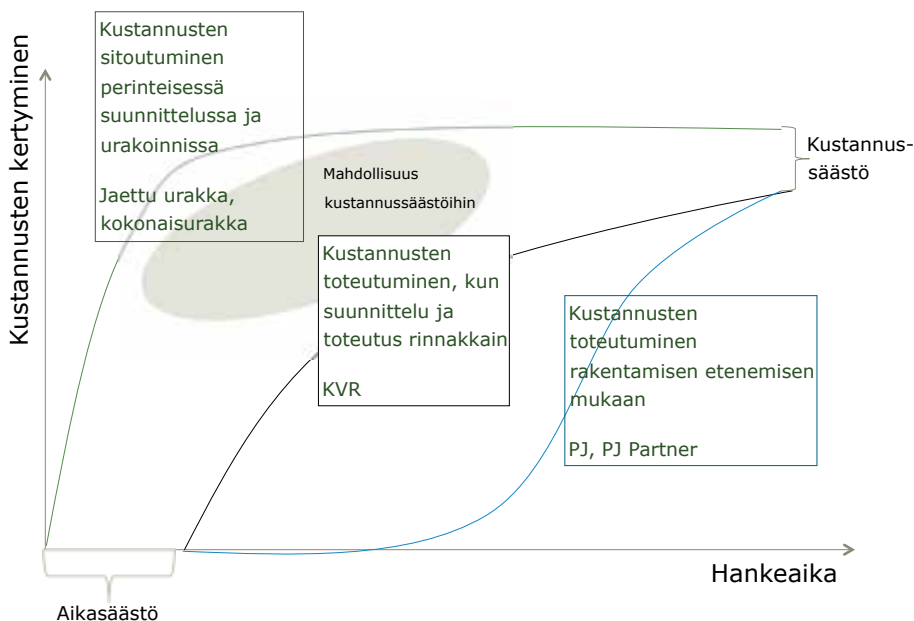 Kustannusten kertyminen
Kustannusten
sitoutuminen
perinteisessä
suunnittelussa ja
urakoinnissa
Jaettu urakka,
kokonaisurakka
Mahdollisuus
kustannussäästöihin
Kustannus-
säästö
Kustannusten
toteutuminen, kun
suunnittelu ja
toteutus rinnakkain
KVR
Kustannusten
toteutuminen
rakentamisen etenemisen
mukaan
PJ, PJ Partner
Hankeaika
Aikasäästö